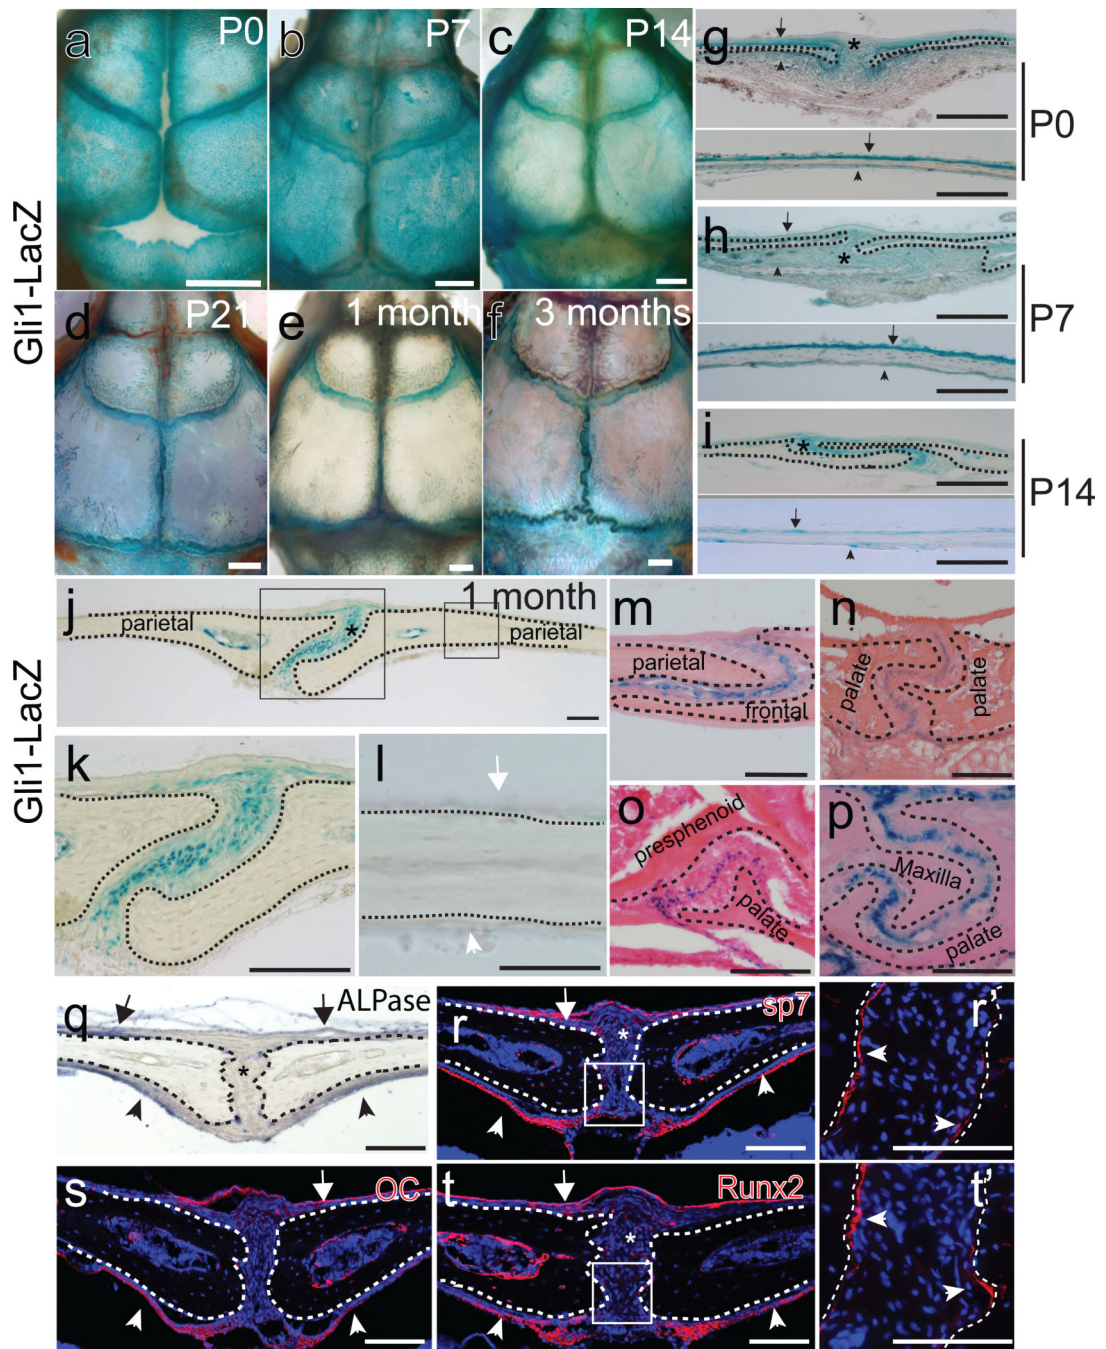 Gli1-LacZ
a P0
b P7
c P14
d P21
e 1 month
f 3 months
g *
P0
h *
P7
i *
P14
Gli1-LacZ
j 1 month
parietal * parietal
k
l
m
parietal
frontal
n
palate palate
o
presphenoid
palate
p
Maxilla
palate
q ALPase
*
r sp7
*
r'
s OC
t Runx2
*
t'